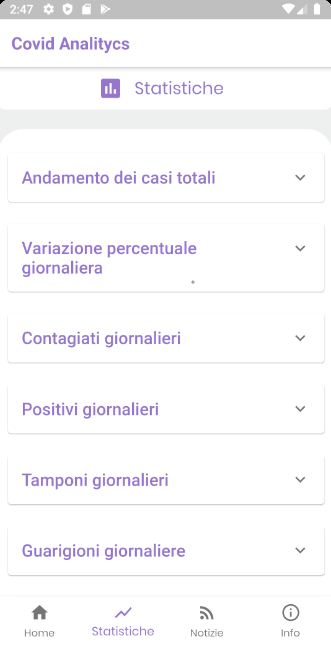 2:47
Covid Analitycs
Statistiche
Andamento dei casi totali
Variazione percentuale
giornaliera
Contagiati giornalieri
Positivi giornalieri
Tamponi giornalieri
Guarigioni giornaliere
Home
Statistiche
Notizie
Info